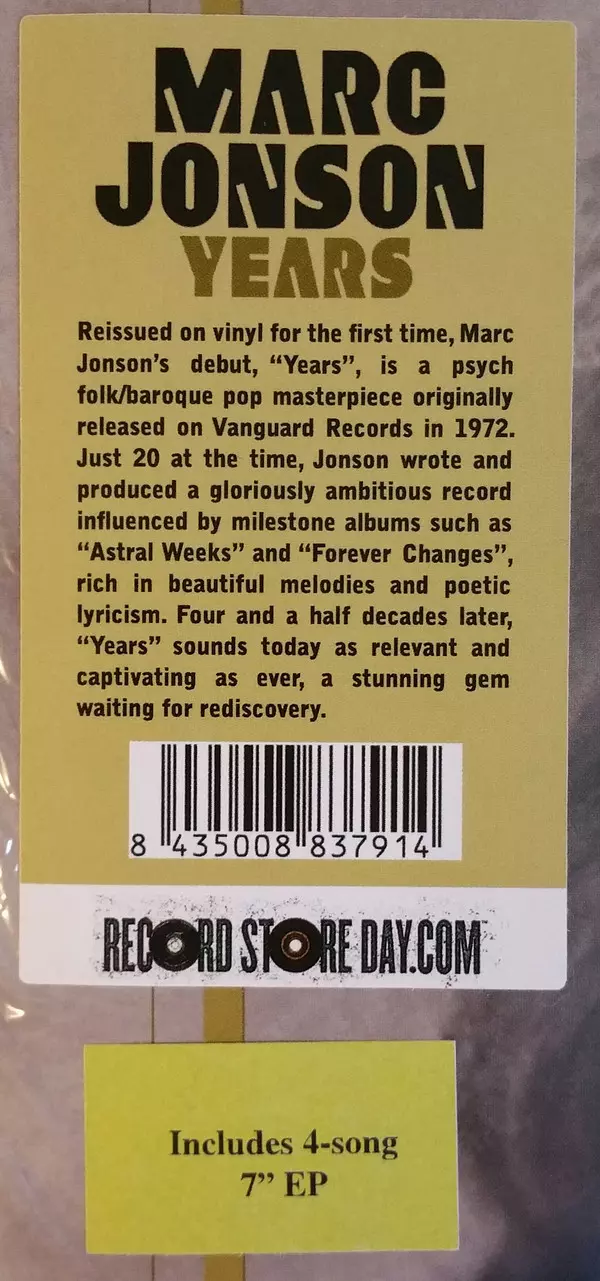 MARC
JONSON
YEARS
Reissued on vinyl for the first time, Marc
Jonson's debut, "Years", is a psych
folk/baroque pop masterpiece originally
released on Vanguard Records in 1972.
Just 20 at the time, Jonson wrote and
produced a gloriously ambitious record
influenced by milestone albums such as
"Astral Weeks" and "Forever Changes",
rich in beautiful melodies and poetic
lyricism. Four and a half decades later,
"Years" sounds today as relevant and
captivating as ever, a stunning gem
waiting for rediscovery.
8 435008 837914
RECORD STORE DAY.COM
Includes 4-song
7" EP